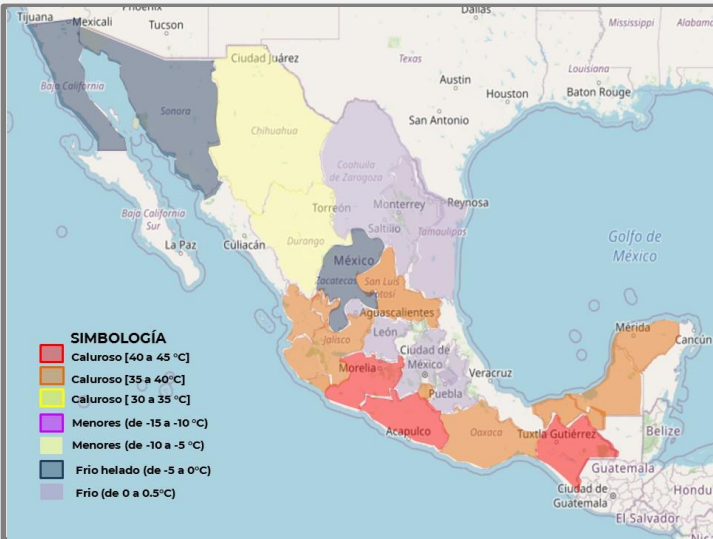 Phoenix
Dallas
Tijuana
Mexicali
Tucson
Mississippi
Alabama
Ciudad Juárez
Texas
Louisiana
Baja California
Sonora
Austin
Houston
Baton Rouge
Chihuahua
San Antonio
Coahuila
de Zaragoza
Baja California
Sur
Torreón
Monterrey
Reynosa
Culiacán
Durango
Saltillo
Tamaulipas
La Paz
México
Golfo de
México
Zacatecas
San Luis
Potosí
Aguascalientes
Mérida
Cancún
León
Jalisco
Ciudad de
México
Morelia
Veracruz
Puebla
Acapulco
Oaxaca
Tuxtla Gutiérrez
Belize
Guatemala
Ciudad de
Guatemala
Hondu
El Salvador
SIMBOLOGÍA
Caluroso [40 a 45 °C]
Caluroso [35 a 40°C]
Caluroso [ 30 a 35 °C]
Menores (de -15 a -10 °C)
Menores (de -10 a -5 °C)
Frio helado (de -5 a 0°C)
Frio (de 0 a 0.5°C)